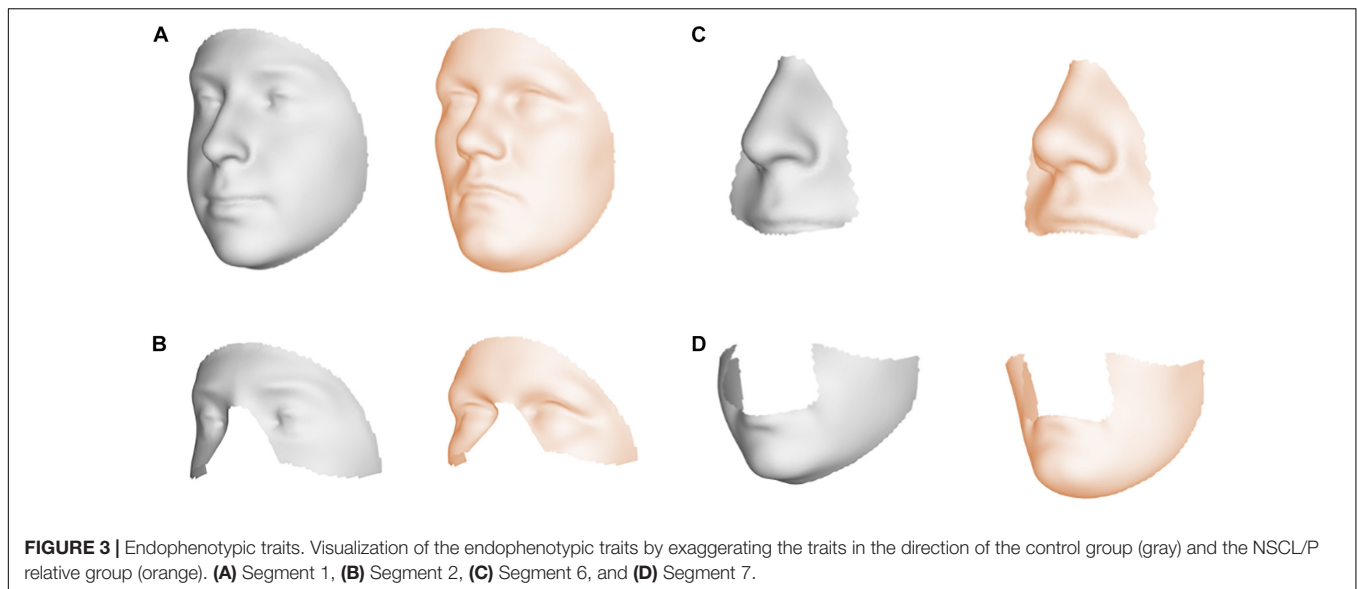 A
C
B
D
FIGURE 3 | Endophenotypic traits. Visualization of the endophenotypic traits by exaggerating the traits in the direction of the control group (gray) and the NSCL/P
relative group (orange). (A) Segment 1, (B) Segment 2, (C) Segment 6, and (D) Segment 7.